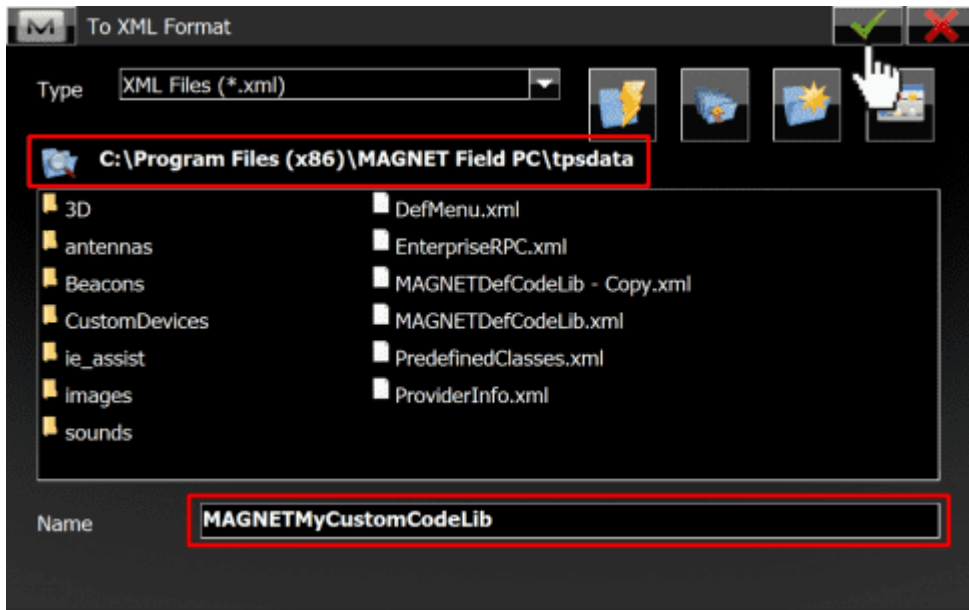 To XML Format
Type XML Files (*.xml)
C:\Program Files (x86)\MAGNET Field PC\tpsdata
3D
antennas
Beacons
CustomDevices
ie_assist
images
sounds
DefMenu.xml
EnterpriseRPC.xml
MAGNETDefCodeLib - Copy.xml
MAGNETDefCodeLib.xml
PredefinedClasses.xml
ProviderInfo.xml
Name MAGNETMyCustomCodeLib